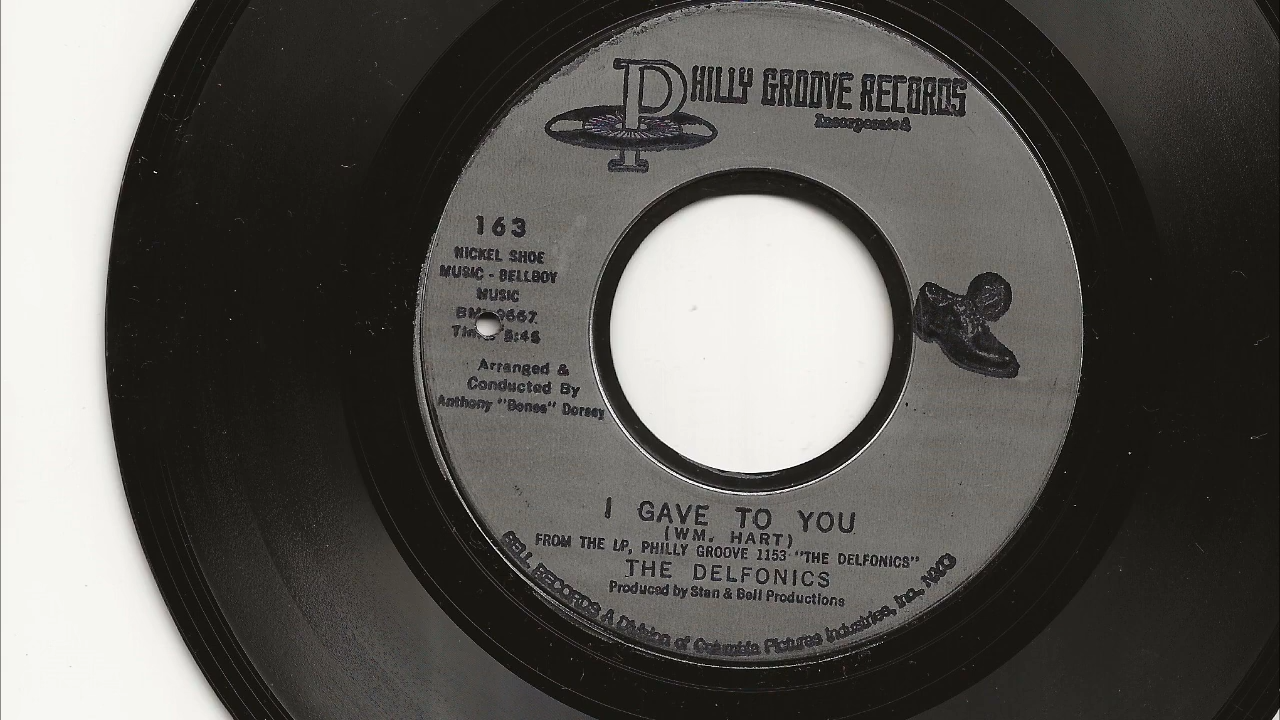 PHILLY GROOVE RECORDS
Incorporated
163
NICKEL SHOE
MUSIC - BELLBOY
MUSIC
Arranged &
Conducted By
Anthony "Bones" Dorsey
I GAVE TO YOU
(WM. HART)
FROM THE LP, PHILLY GROOVE 1153 "THE DELFONICS"
THE DELFONICS
Produced by Stan & Bell Productions
BELL RECORDS A Division of Columbia Pictures Industries, Inc., NYC